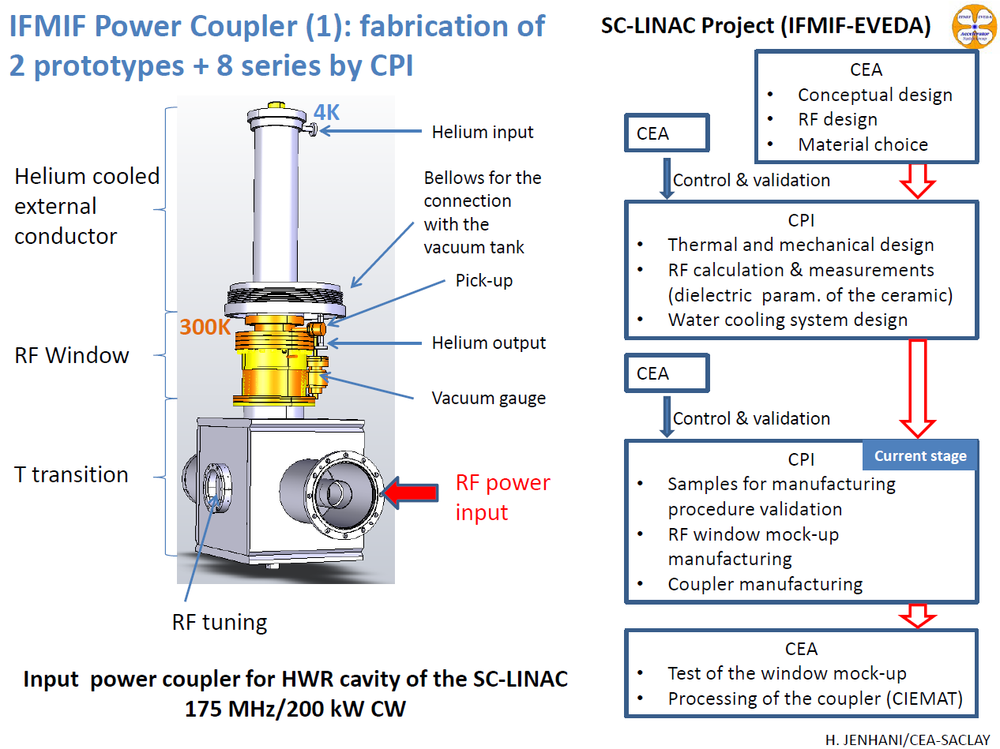 IFMIF Power Coupler (1): fabrication of
2 prototypes + 8 series by CPI
SC-LINAC Project (IFMIF-EVEDA)
IFMIF EVEDA
Accelerator
4K
Helium input
Helium cooled
external
conductor
Bellows for the
connection
with the
vacuum tank
Pick-up
300K
Helium output
RF Window
Vacuum gauge
T transition
RF power
input
RF tuning
Input power coupler for HWR cavity of the SC-LINAC
175 MHz/200 kW CW
CEA
• Conceptual design
• RF design
• Material choice
CEA
Control & validation
CPI
• Thermal and mechanical design
• RF calculation & measurements
(dielectric param. of the ceramic)
• Water cooling system design
CEA
Control & validation
CPI
Current stage
• Samples for manufacturing
procedure validation
• RF window mock-up
manufacturing
• Coupler manufacturing
CEA
• Test of the window mock-up
• Processing of the coupler (CIEMAT)
H. JENHANI/CEA-SACLAY